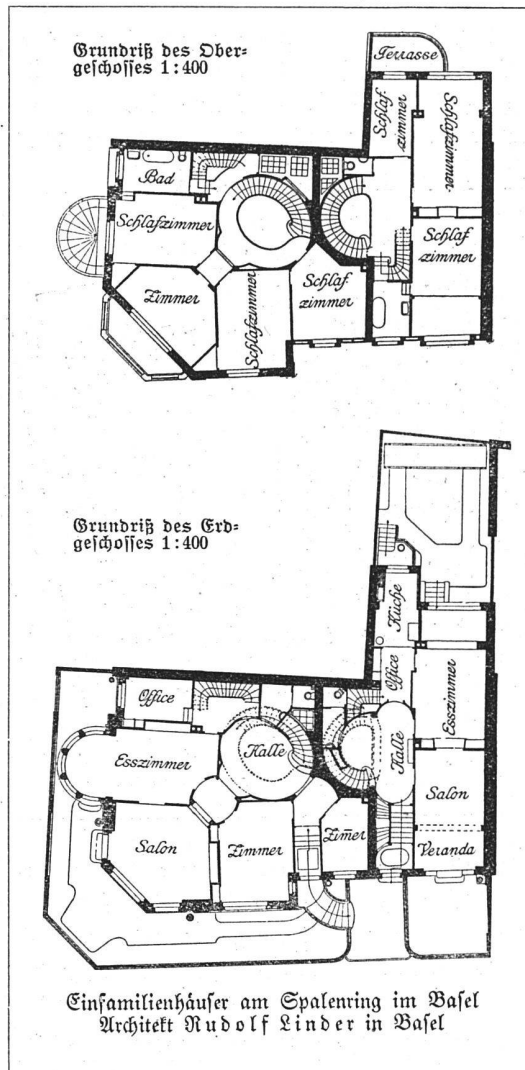 Grundriß des Ober=
geschosses 1:400
Terrasse
Schlaf
zimmer
Schlafzimmer
Bad
Schlafzimmer
Schlaf
zimmer
Zimmer
Schlafzimmer
Schlaf
zimmer
Grundriß des Erd=
geschosses 1:400
Küche
Office
Esszimmer
Office
Halle
Halle
Esszimmer
Salon
Salon
Zimmer
Zim̄er
Veranda
Einfamilienhäuser am Spalenring im Basel
Architekt Rudolf Linder in Basel